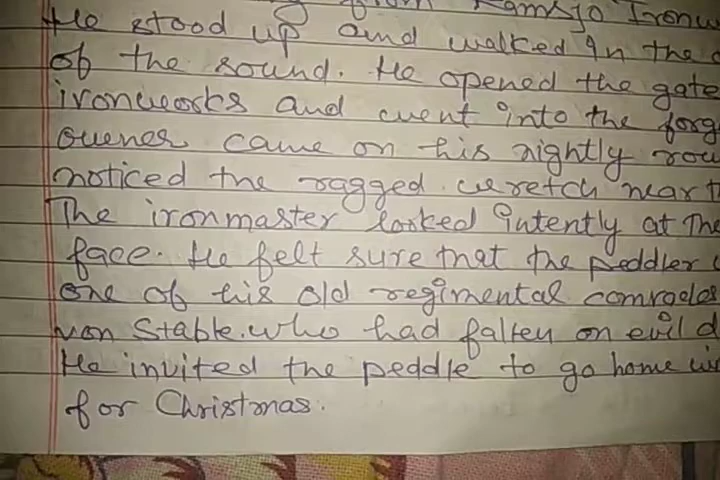 from Ramsjo Ironw
He stood up and walked in the
of the sound. He opened the gate
ironworks and went into the forg
owner came on his nightly rou
noticed the ragged wretch near t
The ironmaster looked intently at the
face. He felt sure that the peddler
one of his old regimental comrades
von Stable. who had fallen on evil d
He invited the peddle to go home wi
for Christmas.